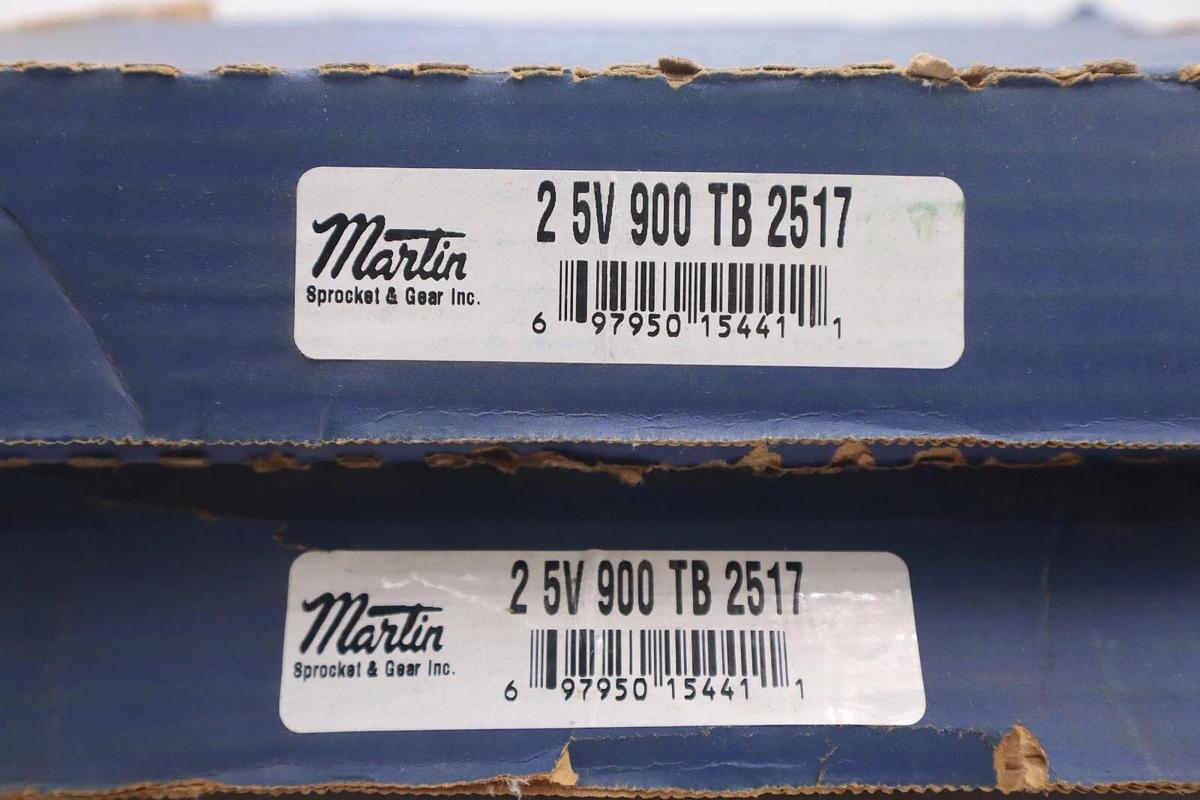 Martin
Sprocket & Gear Inc.
2 5V 900 TB 2517
6 97950 15441 1
Martin
Sprocket & Gear Inc.
2 5V 900 TB 2517
6 97950 15441 1